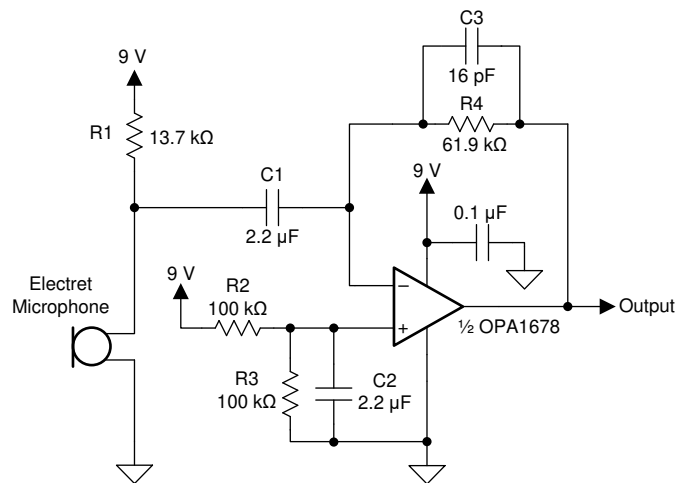 C3
16 pF
R4
61.9 kΩ
9 V
R1
13.7 kΩ
C1
2.2 µF
9 V
0.1 µF
Electret
Microphone
9 V
R2
100 kΩ
−
+
½ OPA1678
Output
R3
100 kΩ
C2
2.2 µF